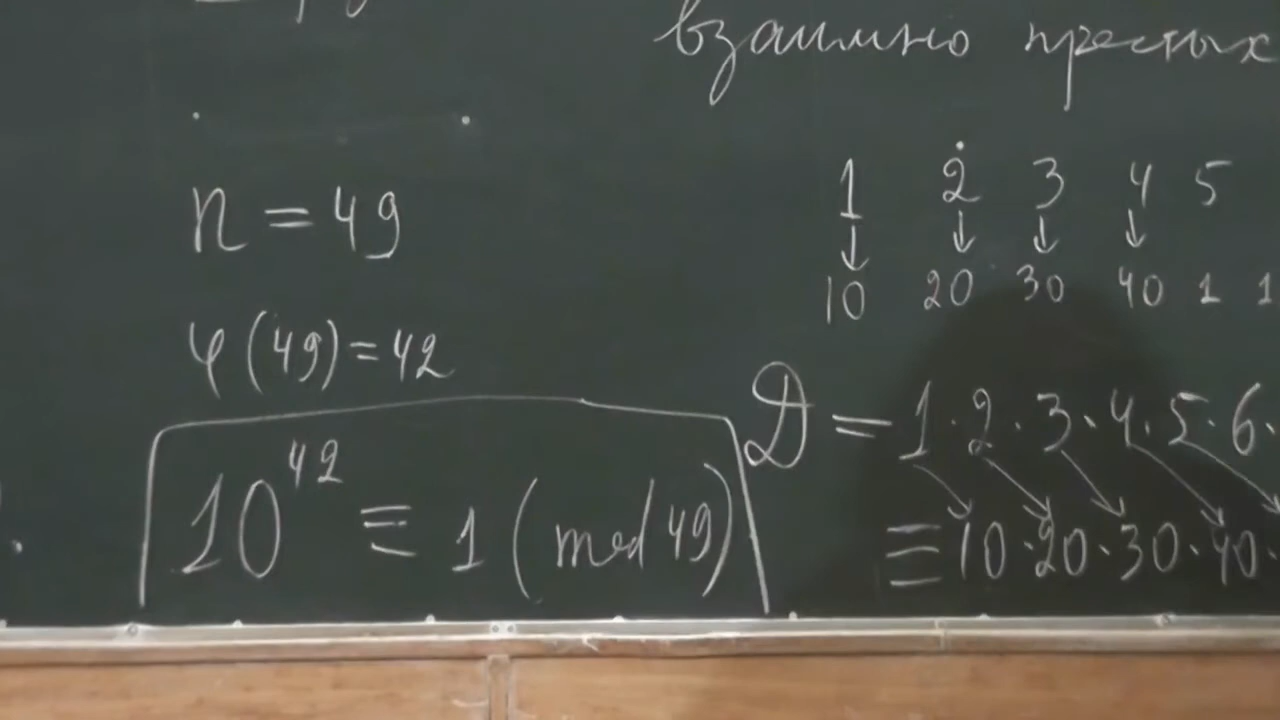 взаимно простых
n = 49
φ(49) = 42
10^42 ≡ 1 (mod 49)
1 2 3 4 5
↓ ↓ ↓ ↓
10 20 30 40 1 1
D = 1 · 2 · 3 · 4 · 5 · 6 ·
≡ 10 · 20 · 30 · 40 ·